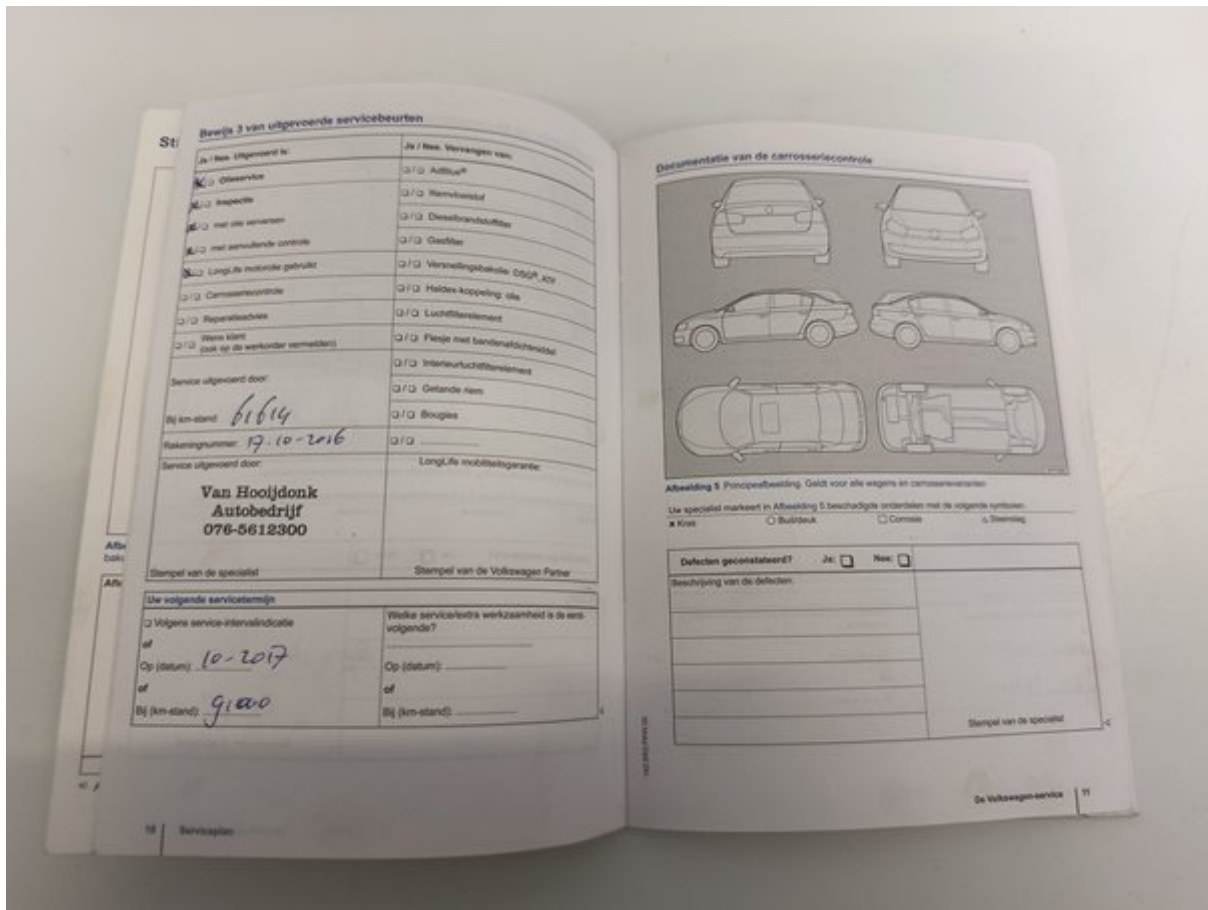 Sti
Bewijs 3 van uitgevoerde servicebeurten
Ja / Nee. Uitgevoerd is:
Olieservice
Inspectie
met olie verversen
met aanvullende controle
LongLife motorolie gebruikt
❑/❑ Carrosseriecontrole
❑/❑ Reparatieadvies
❑/❑ Wens klant
(ook op de werkorder vermelden)
Service uitgevoerd door:
Bij km-stand: 61614
Rekeningnummer: 17-10-2016
Service uitgevoerd door:
Van Hooijdonk
Autobedrijf
076-5612300
Stempel van de specialist
Ja / Nee. Vervangen van:
❑/❑ AdBlue®
❑/❑ Remvloeistof
❑/❑ Dieselbrandstoffilter
❑/❑ Gasfilter
❑/❑ Versnellingsbakolie: DSG®, ATF
❑/❑ Haldex-koppeling: olie
❑/❑ Luchtfilterelement
❑/❑ Flesje met bandenafdichtmiddel
❑/❑ Interieurluchtfilterelement
❑/❑ Getande riem
❑/❑ Bougies
❑/❑
LongLife mobiliteitsgarantie:
Stempel van de Volkswagen Partner
Uw volgende servicetermijn
❑ Volgens service-intervalindicatie
of
Op (datum): 10-2017
of
Bij (km-stand):
Welke service/extra werkzaamheid is de eerst-
volgende?
Op (datum):
of
Bij (km-stand):
10 Serviceplan
Documentatie van de carrosseriecontrole
Afbeelding 5 Principeafbeelding. Geldt voor alle wagens en carrosserievarianten
Uw specialist markeert in Afbeelding 5 beschadigde onderdelen met de volgende symbolen:
× Kras ○ Buil/deuk □ Corrosie △ Steenslag
Defecten geconstateerd? Ja: ❑ Nee: ❑
Beschrijving van de defecten:
Stempel van de specialist
De Volkswagen-service 11